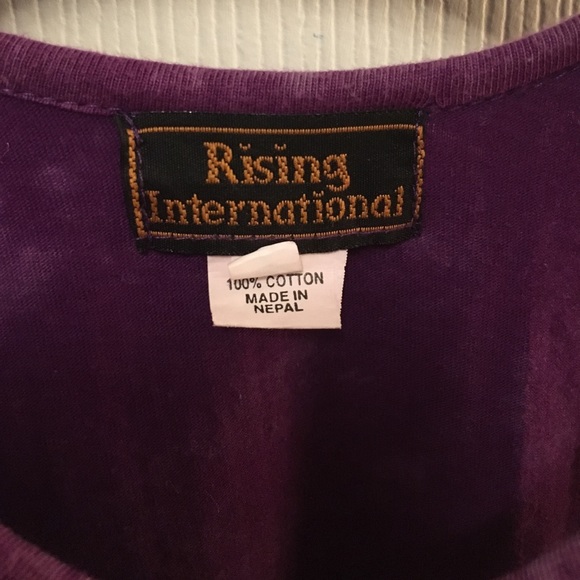 Rising
International
100% COTTON
MADE IN
NEPAL